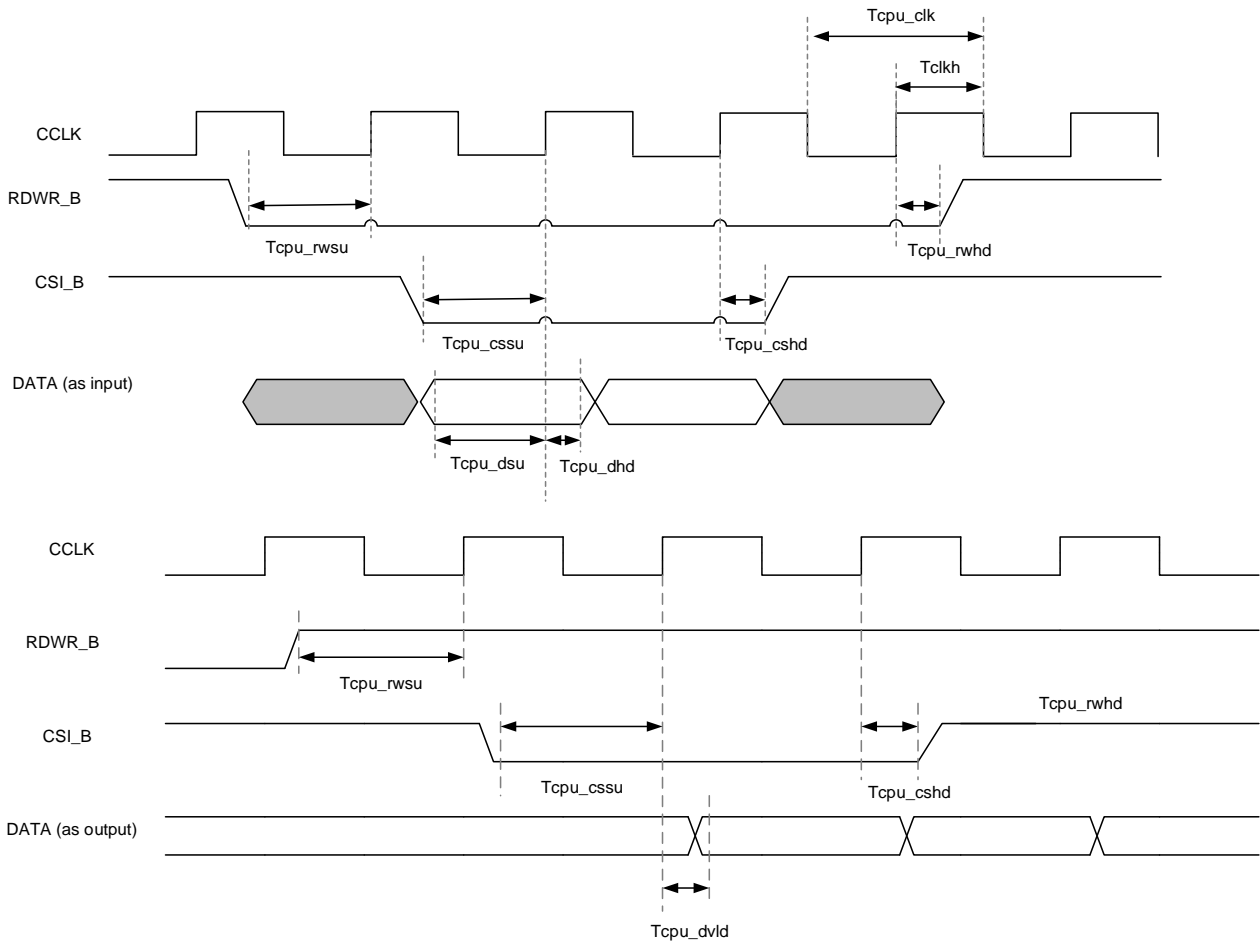 Tcpu_clk
Tclkh
CCLK
RDWR_B
Tcpu_rwsu
Tcpu_rwhd
CSI_B
Tcpu_cssu
Tcpu_cshd
DATA (as input)
Tcpu_dsu
Tcpu_dhd
CCLK
RDWR_B
Tcpu_rwsu
Tcpu_rwhd
CSI_B
Tcpu_cssu
Tcpu_cshd
DATA (as output)
Tcpu_dvld